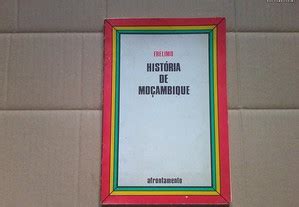 FRELIMO
HISTÓRIA
DE
MOÇAMBIQUE
afrontamento